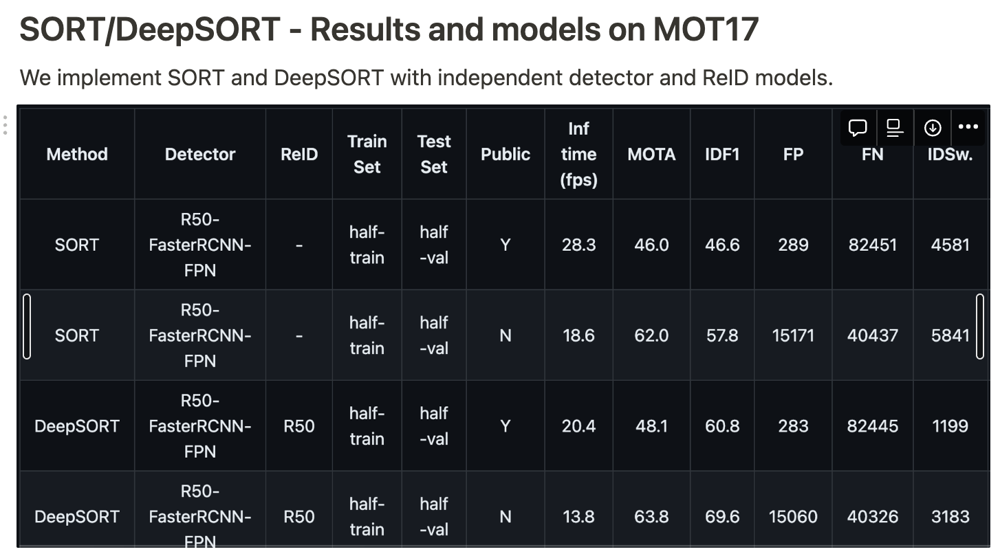 SORT/DeepSORT - Results and models on MOT17
We implement SORT and DeepSORT with independent detector and ReID models.
Method Detector ReID Train Set Test Set Public Inf time (fps) MOTA IDF1 FP FN IDSw.
SORT R50-FasterRCNN-FPN - half-train half-val Y 28.3 46.0 46.6 289 82451 4581
SORT R50-FasterRCNN-FPN - half-train half-val N 18.6 62.0 57.8 15171 40437 5841
DeepSORT R50-FasterRCNN-FPN R50 half-train half-val Y 20.4 48.1 60.8 283 82445 1199
DeepSORT R50-FasterRCNN-FPN R50 half-train half-val N 13.8 63.8 69.6 15060 40326 3183